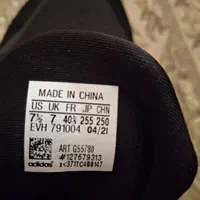 MADE IN CHINA
US UK FR JP CHN
7½ 7 40⅔ 255 250
EVH 791004 04/21
ART G55780
#127679313
adidas